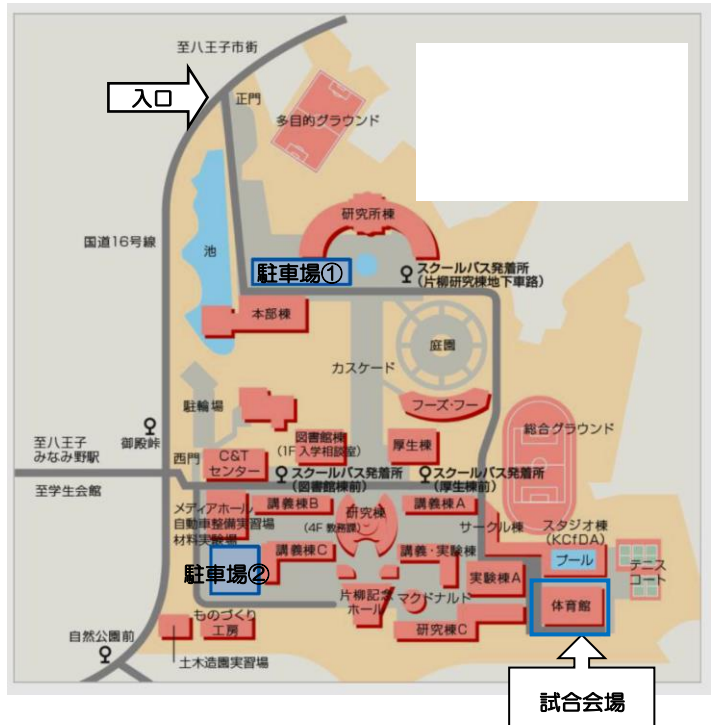 至八王子市街
入口
正門
多目的グラウンド
研究所棟
国道16号線
池
駐車場①
スクールバス発着所
(片柳研究棟地下車路)
本部棟
庭園
カスケード
駐輪場
フーズ・フー
図書館棟
(1F 入学相談室)
厚生棟
総合グラウンド
御殿峠
至八王子
みなみ野駅
西門
C&T
センター
スクールバス発着所
(図書館棟前)
スクールバス発着所
(厚生棟前)
至学生会館
メディアホール
自動車整備実習場
材料実験場
講義棟B
研究棟
(4F 教務課)
講義棟A
サークル棟
スタジオ棟
(KCfDA)
プール
テニス
コート
駐車場②
講義棟C
講義・実験棟
実験棟A
体育館
片柳記念
ホール
マクドナルド
ものづくり
工房
研究棟C
自然公園前
土木造園実習場
試合会場